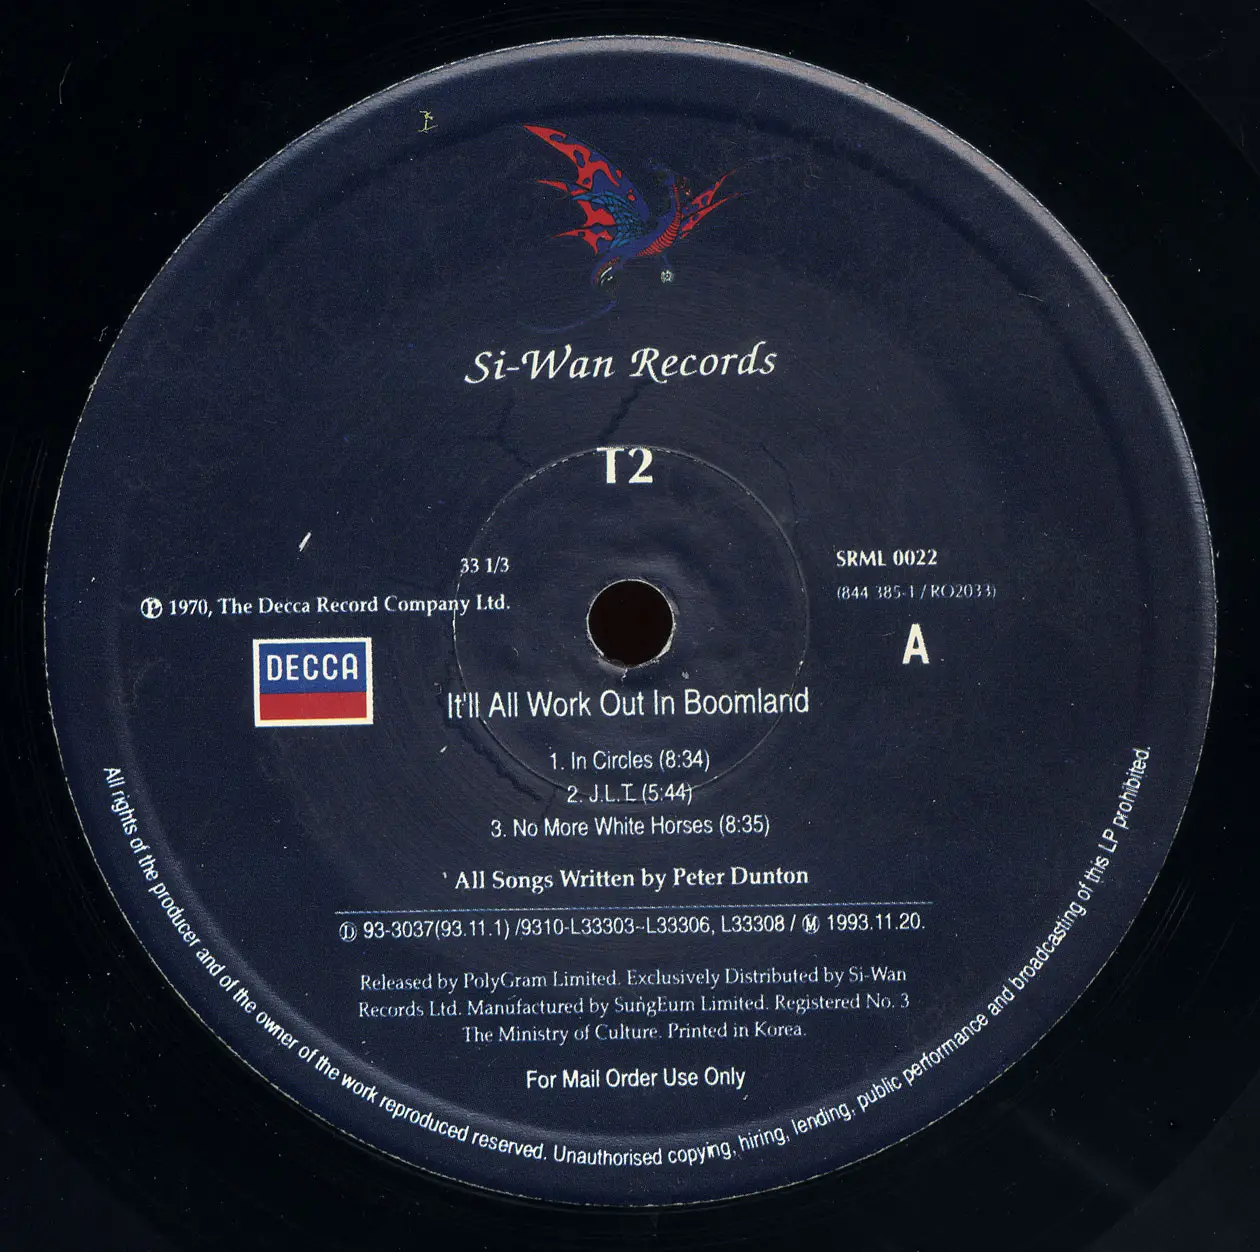 Si-Wan Records
T2
33 1/3
SRML 0022
(844 385-1 / RO2033)
Ⓟ 1970, The Decca Record Company Ltd.
A
DECCA
It'll All Work Out In Boomland
1. In Circles (8:34)
2. J.L.T. (5:44)
3. No More White Horses (8:35)
All Songs Written by Peter Dunton
Ⓓ 93-3037(93.11.1) /9310-L33303~L33306, L33308 / Ⓜ 1993.11.20.
Released by PolyGram Limited. Exclusively Distributed by Si-Wan
Records Ltd. Manufactured by SungEum Limited. Registered No. 3
The Ministry of Culture. Printed in Korea.
For Mail Order Use Only
All rights of the producer and of the owner of the work reproduced reserved. Unauthorised copying, hiring, lending, public performance and broadcasting of this LP prohibited.